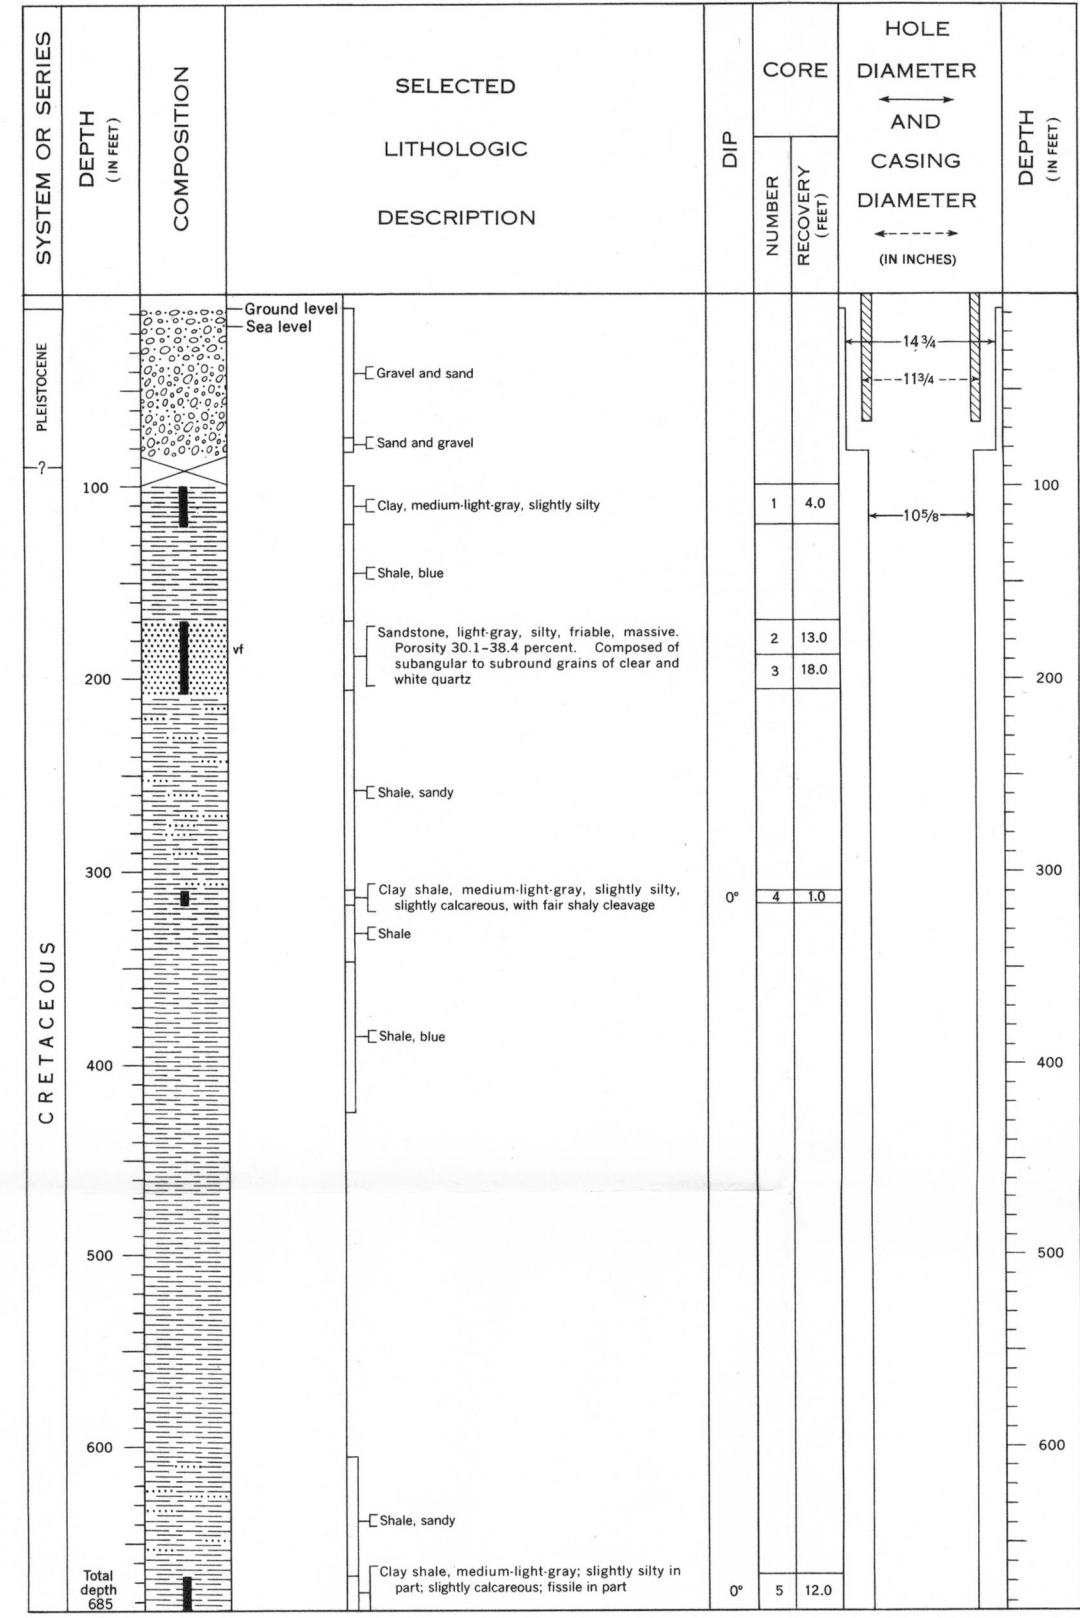 SYSTEM OR SERIES
DEPTH
(IN FEET)
COMPOSITION
SELECTED
LITHOLOGIC
DESCRIPTION
DIP
CORE
NUMBER
RECOVERY
(FEET)
HOLE
DIAMETER
AND
CASING
DIAMETER
(IN INCHES)
DEPTH
(IN FEET)
PLEISTOCENE
?
CRETACEOUS
Ground level
Sea level
14 3/4
Gravel and sand
11 3/4
Sand and gravel
100
100
Clay, medium-light-gray, slightly silty
1 4.0
10 5/8
Shale, blue
Sandstone, light-gray, silty, friable, massive.
Porosity 30.1–38.4 percent. Composed of
subangular to subround grains of clear and
white quartz
vf
2 13.0
3 18.0
200
200
Shale, sandy
300
300
Clay shale, medium-light-gray, slightly silty,
slightly calcareous, with fair shaly cleavage
0°
4 1.0
Shale
Shale, blue
400
400
500
500
600
600
Shale, sandy
Clay shale, medium-light-gray; slightly silty in
part; slightly calcareous; fissile in part
0°
5 12.0
Total
depth
685